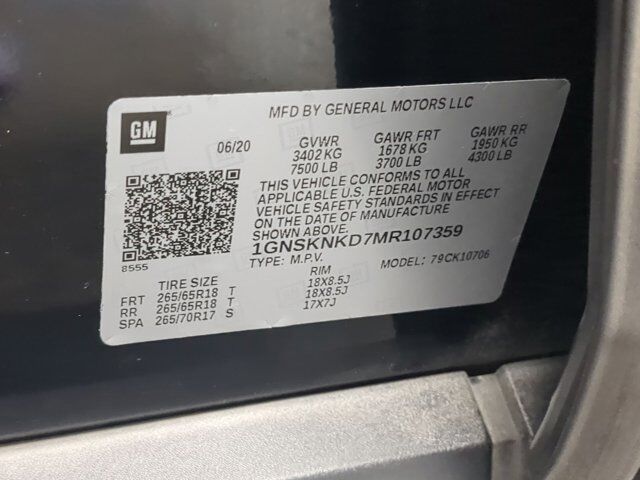 MFD BY GENERAL MOTORS LLC
GM
06/20 GVWR GAWR FRT GAWR RR
3402 KG 1678 KG 1950 KG
7500 LB 3700 LB 4300 LB
THIS VEHICLE CONFORMS TO ALL
APPLICABLE U.S. FEDERAL MOTOR
VEHICLE SAFETY STANDARDS IN EFFECT
ON THE DATE OF MANUFACTURE
SHOWN ABOVE.
1GNSKNKD7MR107359
8555 TYPE: M.P.V. MODEL: 79CK10706
TIRE SIZE RIM
FRT 265/65R18 T 18X8.5J
RR 265/65R18 T 18X8.5J
SPA 265/70R17 S 17X7J